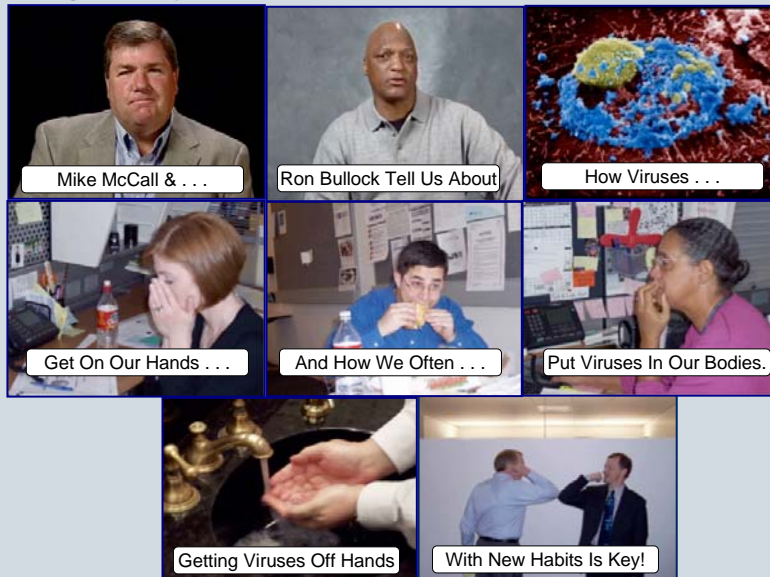 Mike McCall & . . .
Ron Bullock Tell Us About
How Viruses . . .
Get On Our Hands . . .
And How We Often . . .
Put Viruses In Our Bodies.
Getting Viruses Off Hands
With New Habits Is Key!